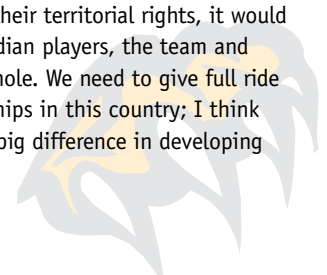 heir territorial rights, it would
dian players, the team and
hole. We need to give full ride
hips in this country; I think
big difference in developing